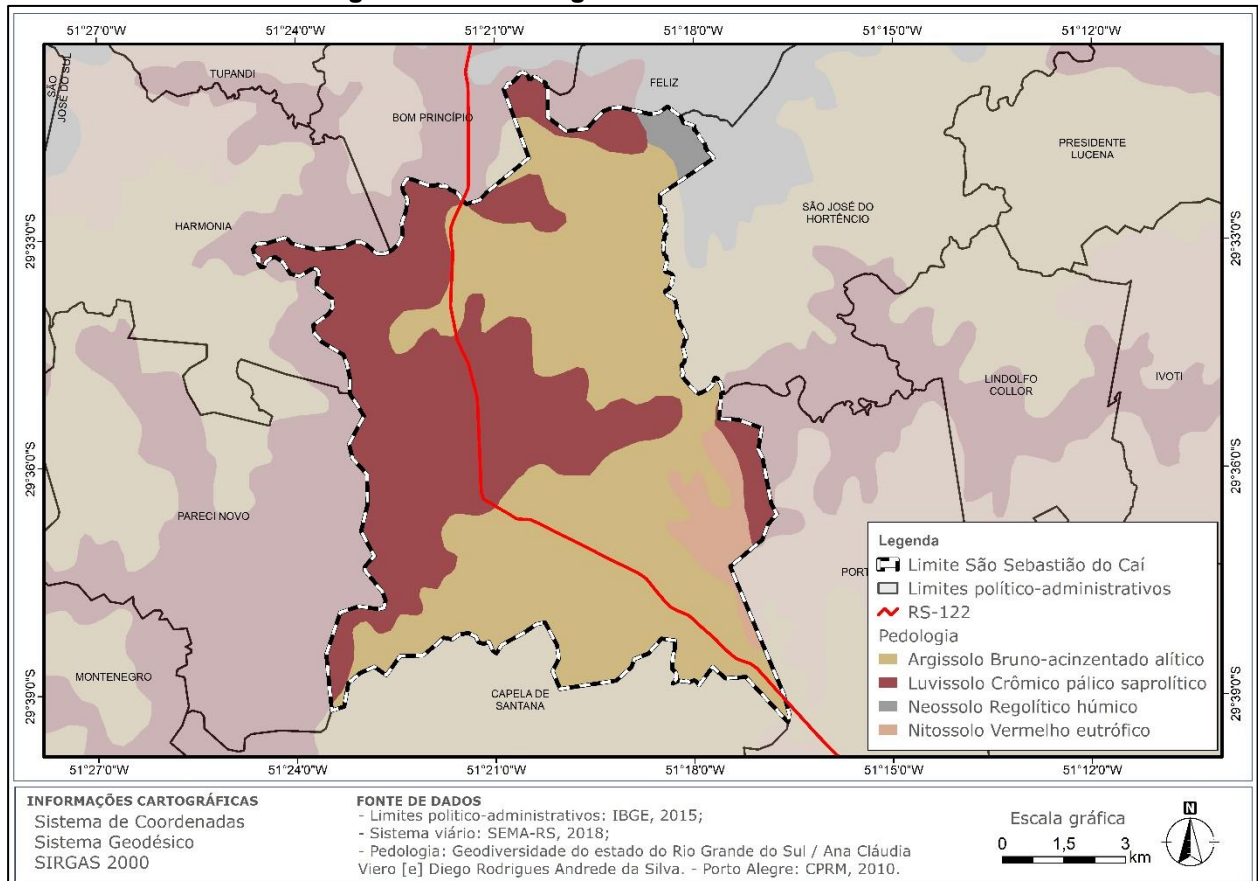 51°27'0"W 51°24'0"W 51°21'0"W 51°18'0"W 51°15'0"W 51°12'0"W
SÃO
JOSÉ DO SUL
TUPANDI
BOM PRINCÍPIO
FELIZ
PRESIDENTE
LUCENA
HARMONIA
SÃO JOSÉ DO
HORTÊNCIO
29°33'0"S
29°33'0"S
LINDOLFO
COLLOR
IVOTI
29°36'0"S
29°36'0"S
PARECI NOVO
PORT
MONTENEGRO
CAPELA DE
SANTANA
29°39'0"S
29°39'0"S
Legenda
Limite São Sebastião do Caí
Limites político-administrativos
RS-122
Pedologia
Argissolo Bruno-acinzentado alítico
Luvissolo Crômico pálico saprolítico
Neossolo Regolítico húmico
Nitossolo Vermelho eutrófico
51°27'0"W 51°24'0"W 51°21'0"W 51°18'0"W 51°15'0"W 51°12'0"W
INFORMAÇÕES CARTOGRÁFICAS
Sistema de Coordenadas
Sistema Geodésico
SIRGAS 2000
FONTE DE DADOS
- Limites politico-administrativos: IBGE, 2015;
- Sistema viário: SEMA-RS, 2018;
- Pedologia: Geodiversidade do estado do Rio Grande do Sul / Ana Cláudia
Viero [e] Diego Rodrigues Andrede da Silva. - Porto Alegre: CPRM, 2010.
Escala gráfica
0 1,5 3
km
N